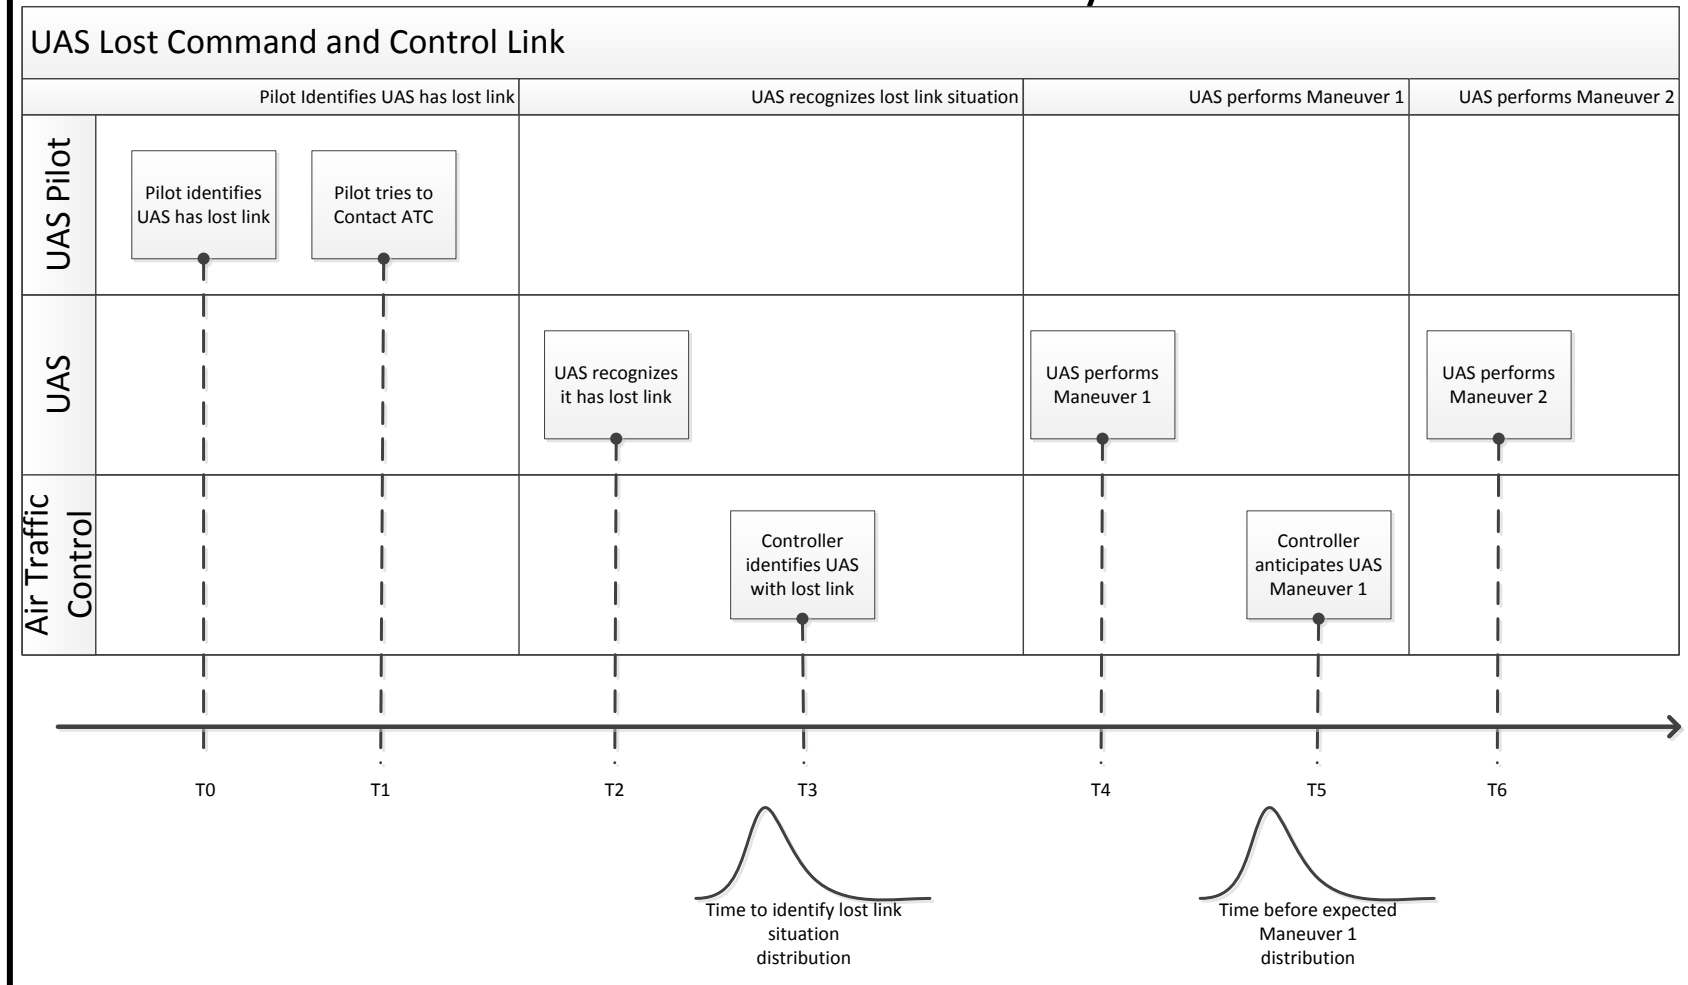 UAS Lost Command and Control Link
Pilot Identifies UAS has lost link
UAS recognizes lost link situation
UAS performs Maneuver 1
UAS performs Maneuver 2
UAS Pilot
Pilot identifies
UAS has lost link
Pilot tries to
Contact ATC
UAS
UAS recognizes
it has lost link
UAS performs
Maneuver 1
UAS performs
Maneuver 2
Air Traffic
Control
Controller
identifies UAS
with lost link
Controller
anticipates UAS
Maneuver 1
T0
T1
T2
T3
T4
T5
T6
Time to identify lost link
situation
distribution
Time before expected
Maneuver 1
distribution